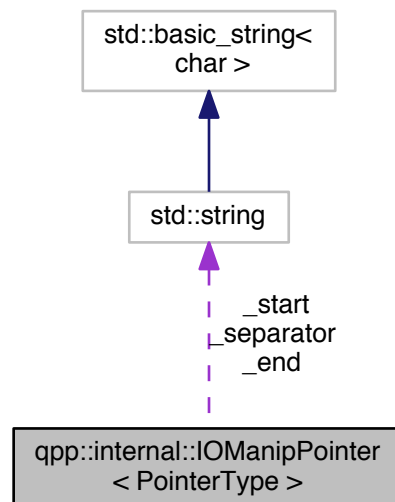 std::basic_string<
char >
std::string
_start
_separator
_end
qpp::internal::IOManipPointer
< PointerType >